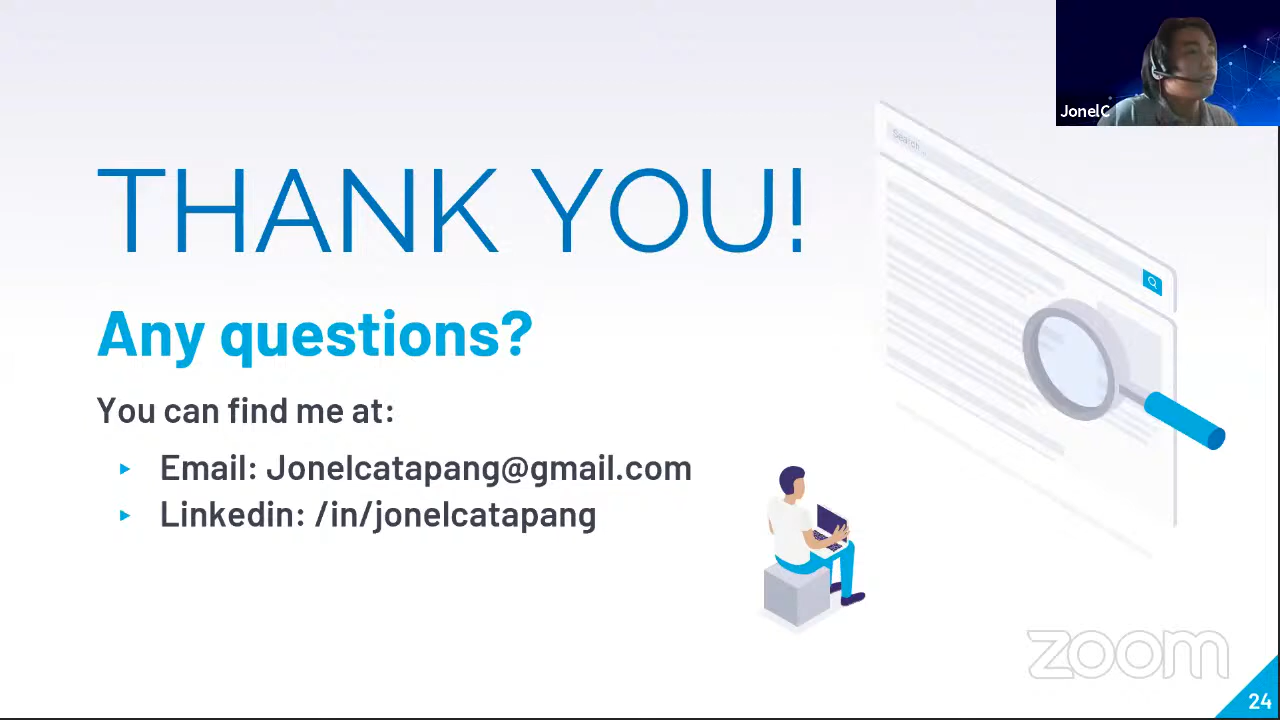 JonelC
Search
THANK YOU!
Any questions?
You can find me at:
Email: Jonelcatapang@gmail.com
Linkedin: /in/jonelcatapang
zoom
24